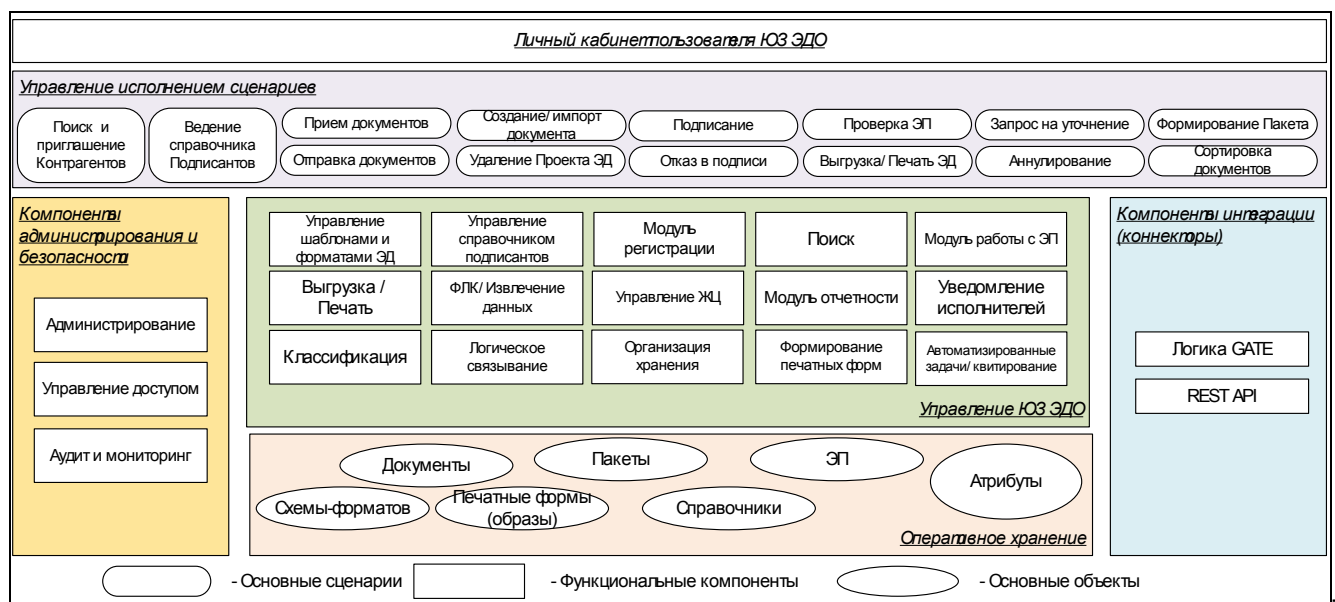 Личный кабинет пользователя ЮЗ ЭДО
Управление исполнением сценариев
Поиск и
приглашение
Контрагентов
Ведение
справочника
Подписантов
Прием документов
Создание/ импорт
документа
Подписание
Проверка ЭП
Запрос на уточнение
Формирование Пакета
Отправка документов
Удаление Проекта ЭД
Отказ в подписи
Выгрузка/ Печать ЭД
Аннулирование
Сортировка
документов
Компоненты
администрирования и
безопасности
Администрирование
Управление доступом
Аудит и мониторинг
Управление
шаблонами и
форматами ЭД
Управление
справочником
подписантов
Модуль
регистрации
Поиск
Модуль работы с ЭП
Выгрузка /
Печать
ФЛК/ Извлечение
данных
Управление ЖЦ
Модуль отчетности
Уведомление
исполнителей
Классификация
Логическое
связывание
Организация
хранения
Формирование
печатных форм
Автоматизированные
задачи/ квитирование
Управление ЮЗ ЭДО
Компоненты интеграции
(коннекторы)
Логика GATE
REST API
Документы
Пакеты
ЭП
Атрибуты
Схемы-форматов
Печатные формы
(образы)
Справочники
Оперативное хранение
- Основные сценарии
- Функциональные компоненты
- Основные объекты